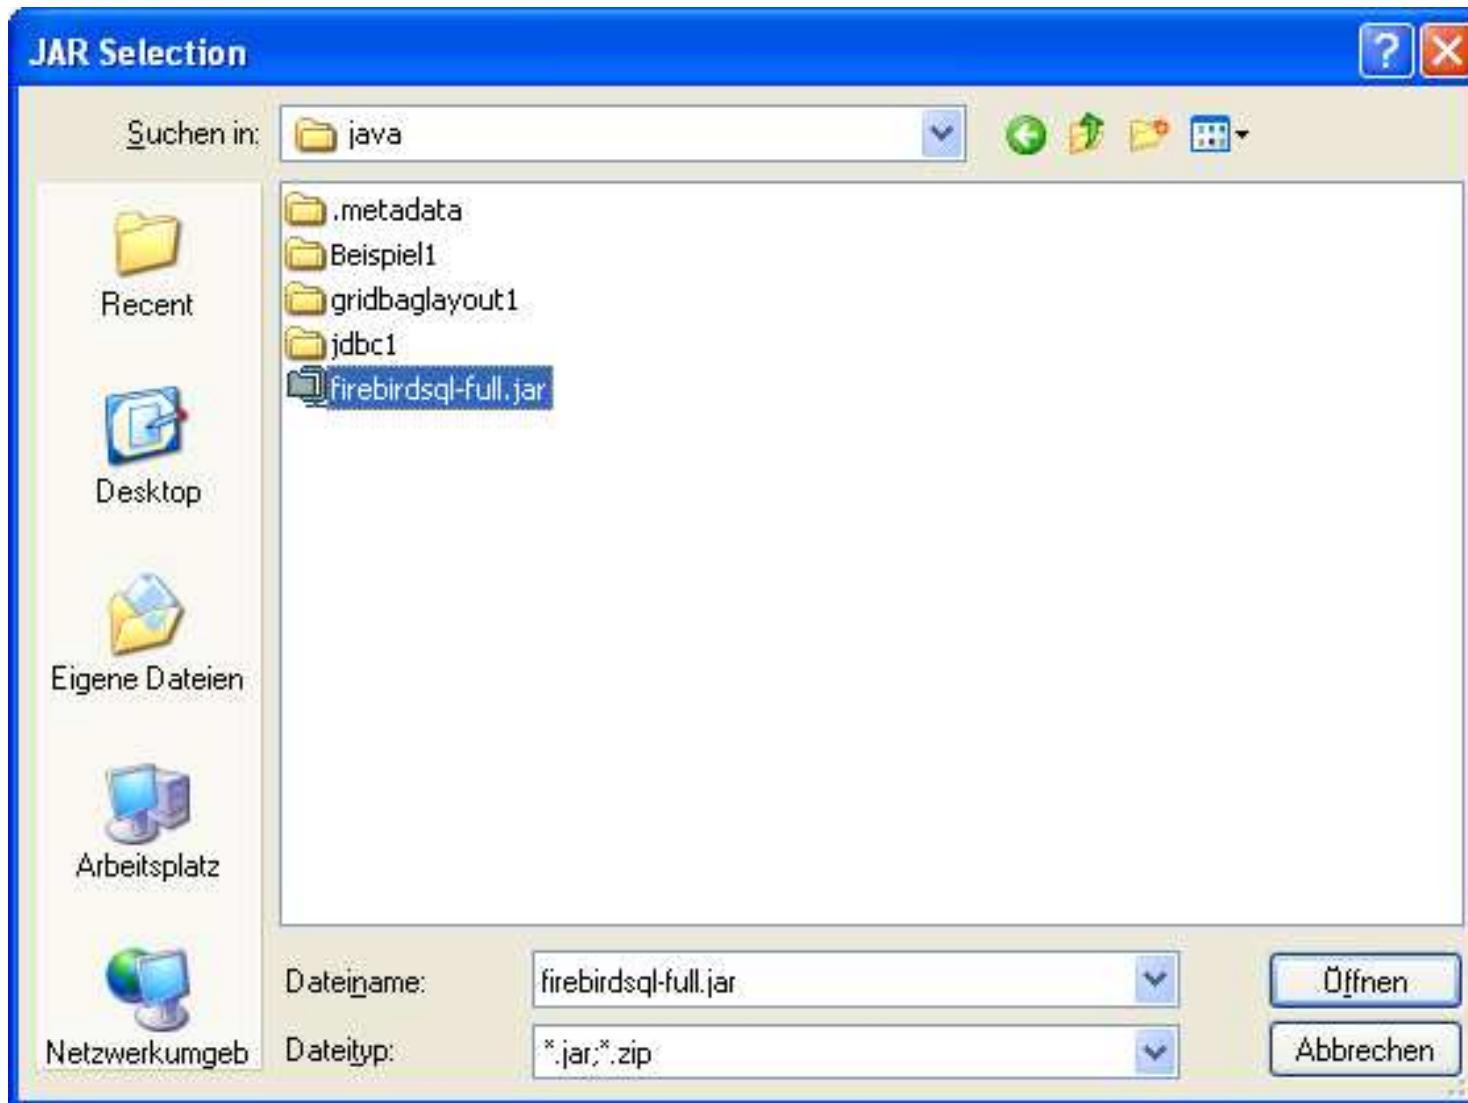 JAR Selection
Suchen in:
java
.metadata
Beispiel1
gridbaglayout1
jdbc1
firebirdsql-full.jar
Recent
Desktop
Eigene Dateien
Arbeitsplatz
Netzwerkumgeb
Dateiname:
firebirdsql-full.jar
Öffnen
Dateityp:
*.jar;*.zip
Abbrechen